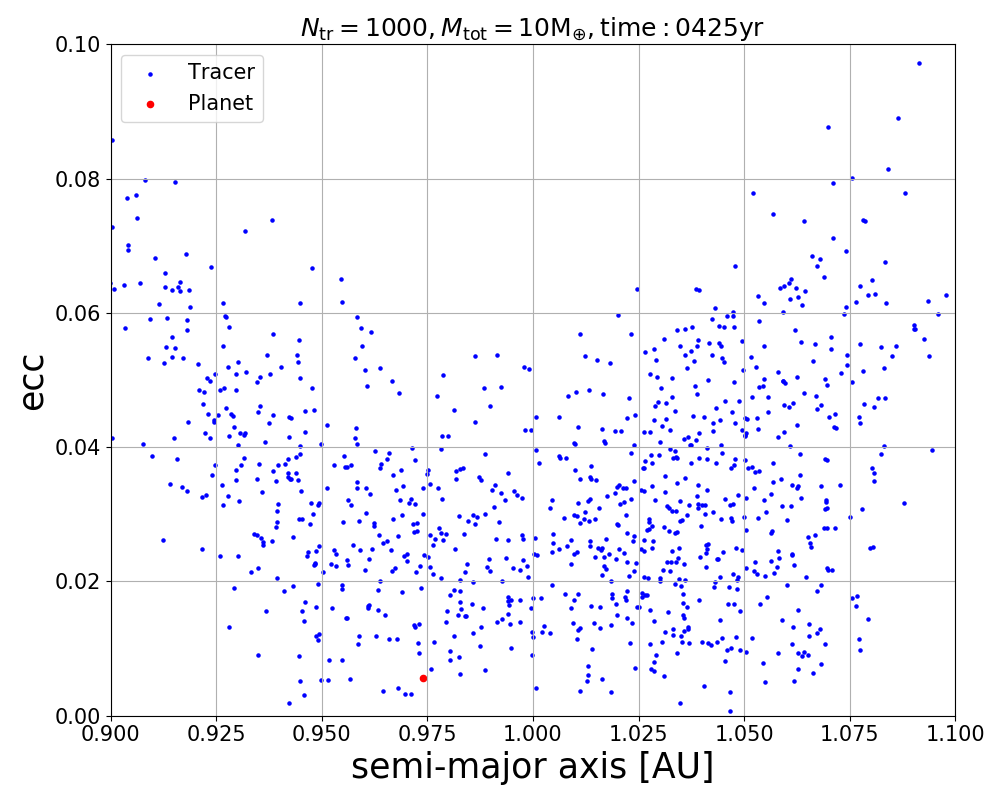 N_tr = 1000, M_tot = 10M_⊕, time : 0425yr
0.10
Tracer
Planet
0.08
0.06
ecc
0.04
0.02
0.00
0.900 0.925 0.950 0.975 1.000 1.025 1.050 1.075 1.100
semi-major axis [AU]